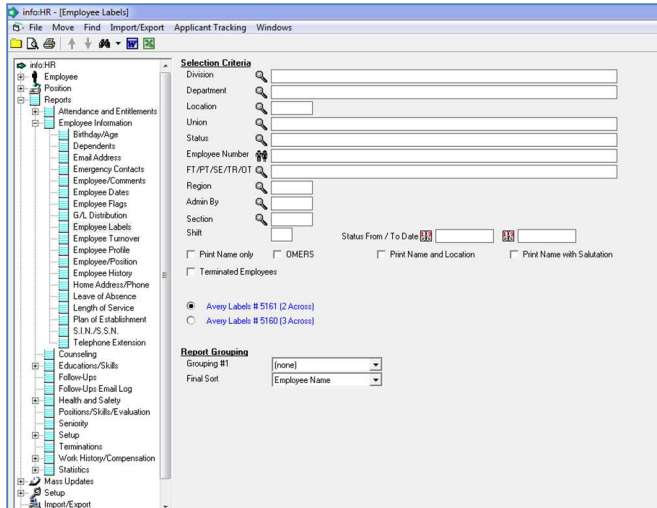 info:HR - [Employee Labels]
File Move Find Import/Export Applicant Tracking Windows
info:HR
Employee
Position
Reports
Attendance and Entitlements
Employee Information
Birthday/Age
Dependents
Email Address
Emergency Contacts
Employee/Comments
Employee Dates
Employee Flags
G/L Distribution
Employee Labels
Employee Turnover
Employee Profile
Employee/Position
Employee History
Home Address/Phone
Leave of Absence
Length of Service
Plan of Establishment
S.I.N./S.S.N.
Telephone Extension
Counseling
Educations/Skills
Follow-Ups
Follow-Ups Email Log
Health and Safety
Positions/Skills/Evaluation
Seniority
Setup
Terminations
Work History/Compensation
Statistics
Mass Updates
Setup
Import/Export
Selection Criteria
Division
Department
Location
Union
Status
Employee Number
FT/PT/SE/TR/OT
Region
Admin By
Section
Shift Status From / To Date
Print Name only OMERS Print Name and Location Print Name with Salutation
Terminated Employees
Avery Labels # 5161 (2 Across)
Avery Labels # 5160 (3 Across)
Report Grouping
Grouping #1 (none)
Final Sort Employee Name